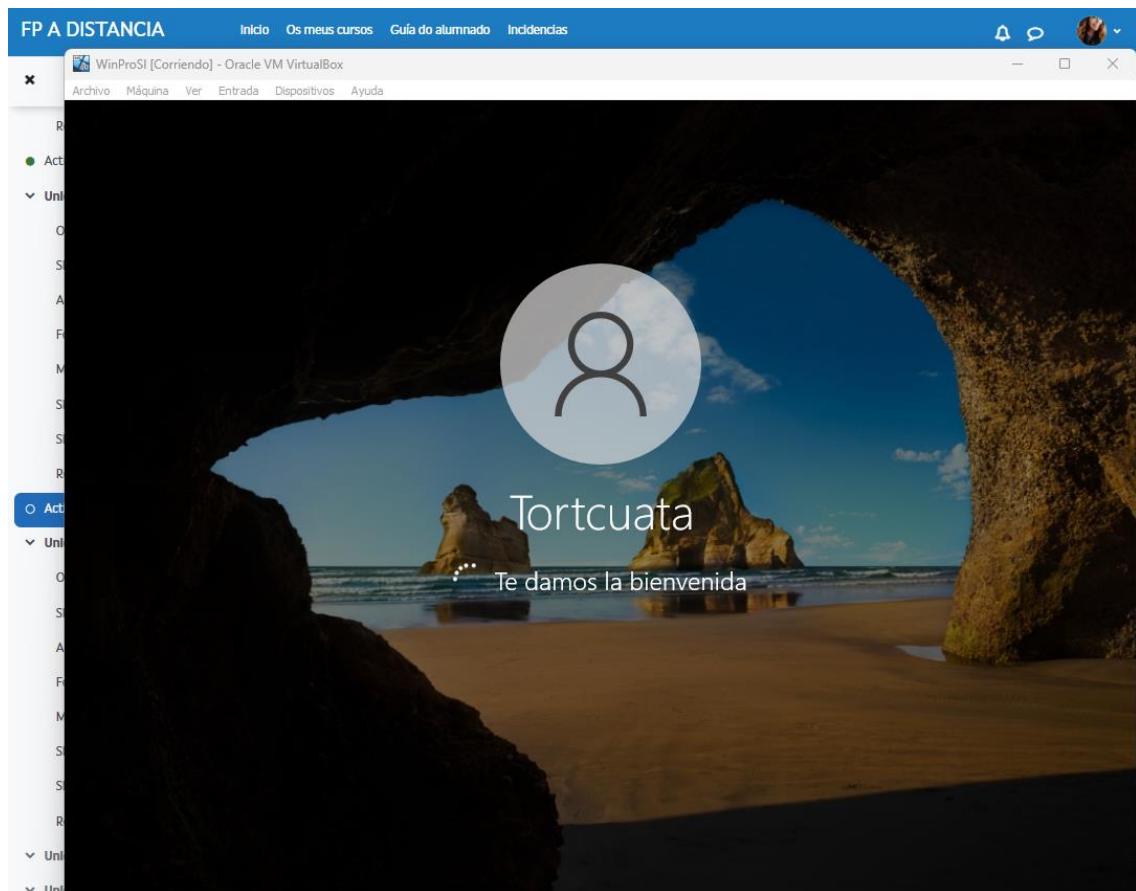 FP A DISTANCIA Inicio Os meus cursos Guía do alumnado Incidencias
WinProSI [Corriendo] - Oracle VM VirtualBox
Archivo Máquina Ver Entrada Dispositivos Ayuda
Tortcuata
Te damos la bienvenida